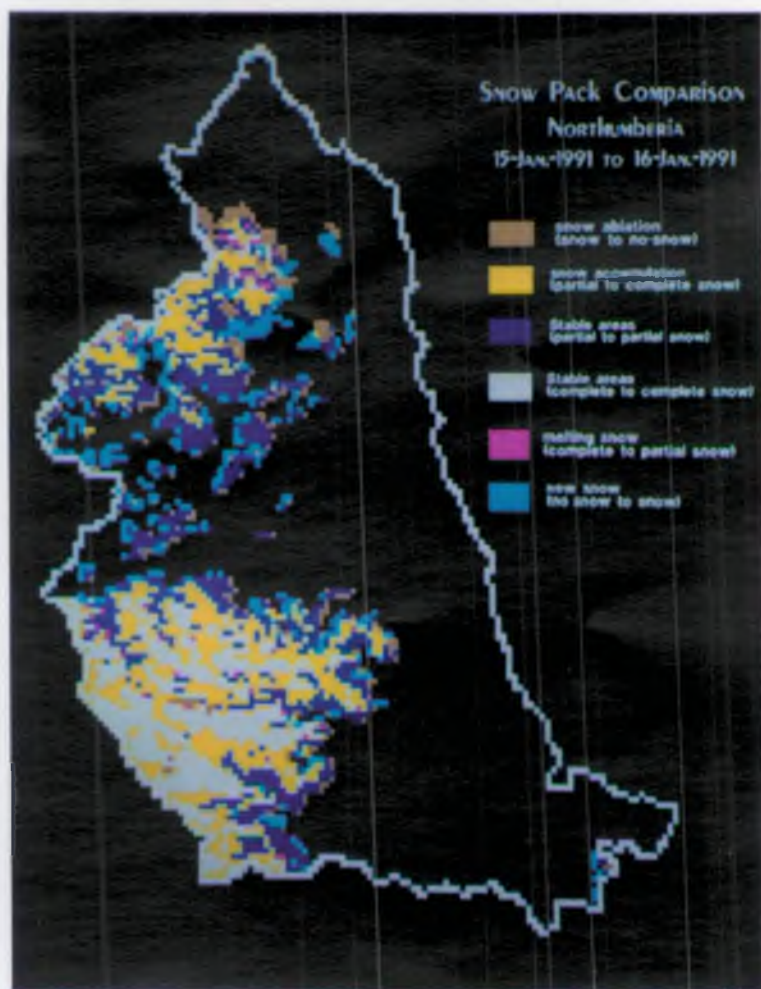 Snow Pack Comparison
Northumberia
15-Jan.-1991 to 16-Jan.-1991
snow ablation
(snow to no-snow)
snow accumulation
(partial to complete snow)
Stable areas
(partial to partial snow)
Stable areas
(complete to complete snow)
melting snow
(complete to partial snow)
new snow
(no snow to snow)